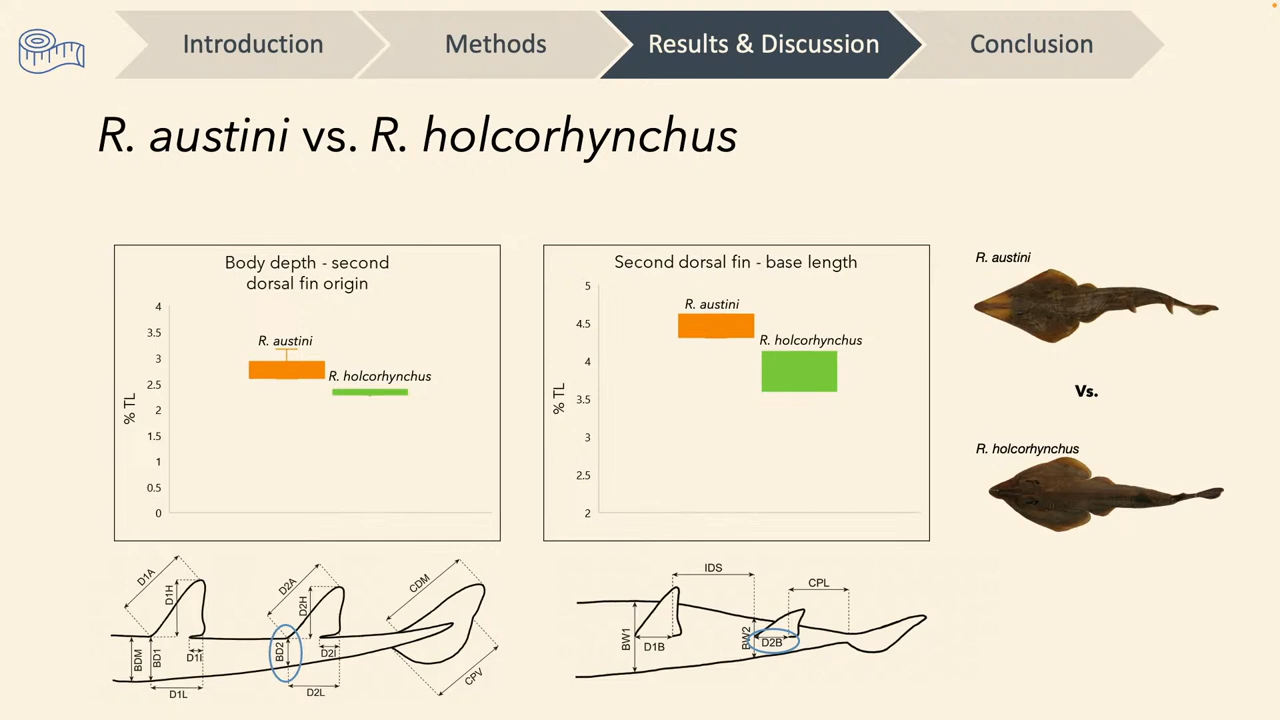 Introduction
Methods
Results & Discussion
Conclusion
R. austini vs. R. holcorhynchus
Body depth - second
dorsal fin origin
4
3.5
3
2.5
2
1.5
1
0.5
0
% TL
R. austini
R. holcorhynchus
Second dorsal fin - base length
5
4.5
4
3.5
3
2.5
2
% TL
R. austini
R. holcorhynchus
R. austini
Vs.
R. holcorhynchus
D1A
D1H
BDM
BD1
D1I
D1L
D2A
D2H
BD2
D2I
D2L
CDM
CPV
IDS
CPL
BW1
D1B
BW2
D2B